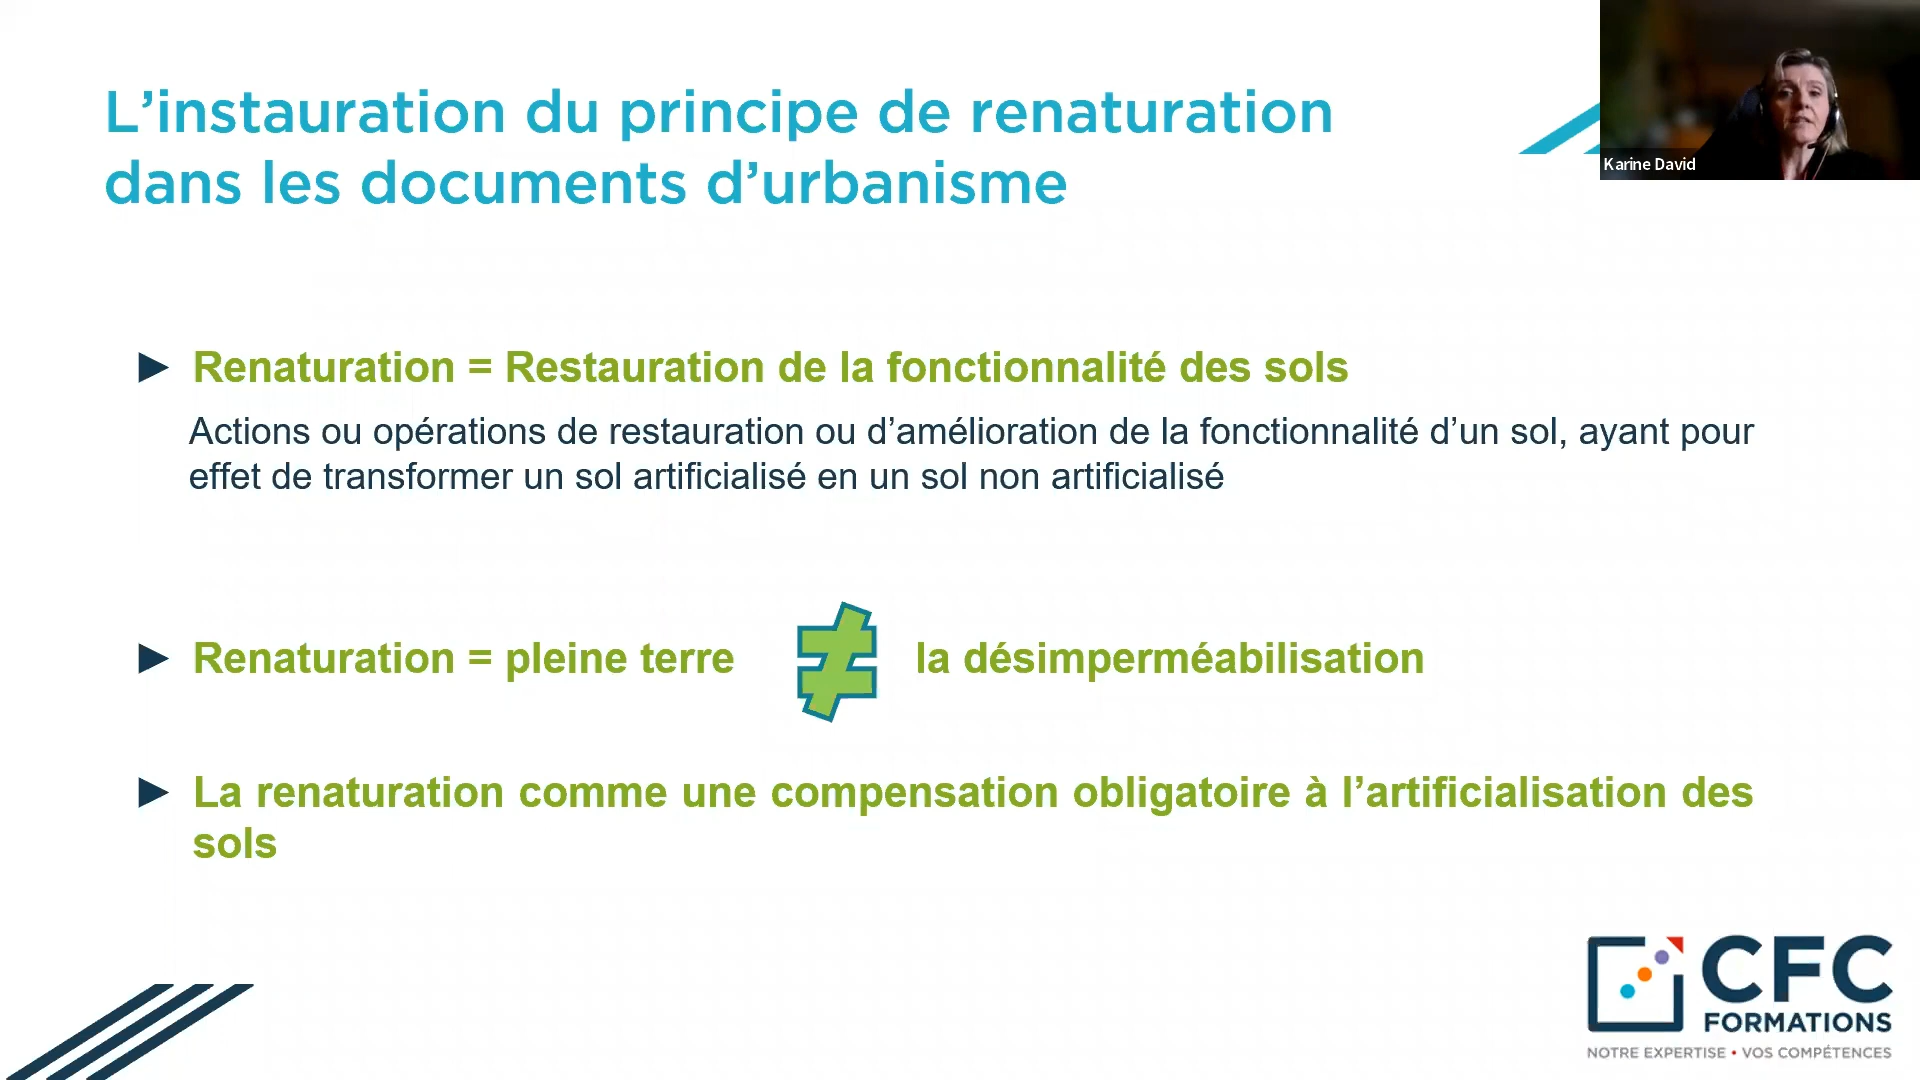 L’instauration du principe de renaturation
dans les documents d’urbanisme
Karine David
► Renaturation = Restauration de la fonctionnalité des sols
Actions ou opérations de restauration ou d’amélioration de la fonctionnalité d’un sol, ayant pour
effet de transformer un sol artificialisé en un sol non artificialisé
► Renaturation = pleine terre ≠ la désimperméabilisation
► La renaturation comme une compensation obligatoire à l’artificialisation des
sols
CFC
FORMATIONS
NOTRE EXPERTISE • VOS COMPÉTENCES